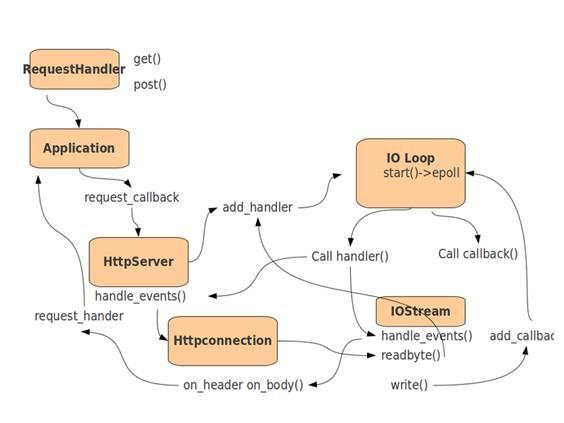 get()
RequestHandler
post()
Application
IO Loop
start()->epoll
request_callback
add_handler
HttpServer
Call handler()
Call callback()
handle_events()
IOStream
request_hander
Httpconnection
handle_events()
add_callbac
readbyte()
on_header on_body()
write()